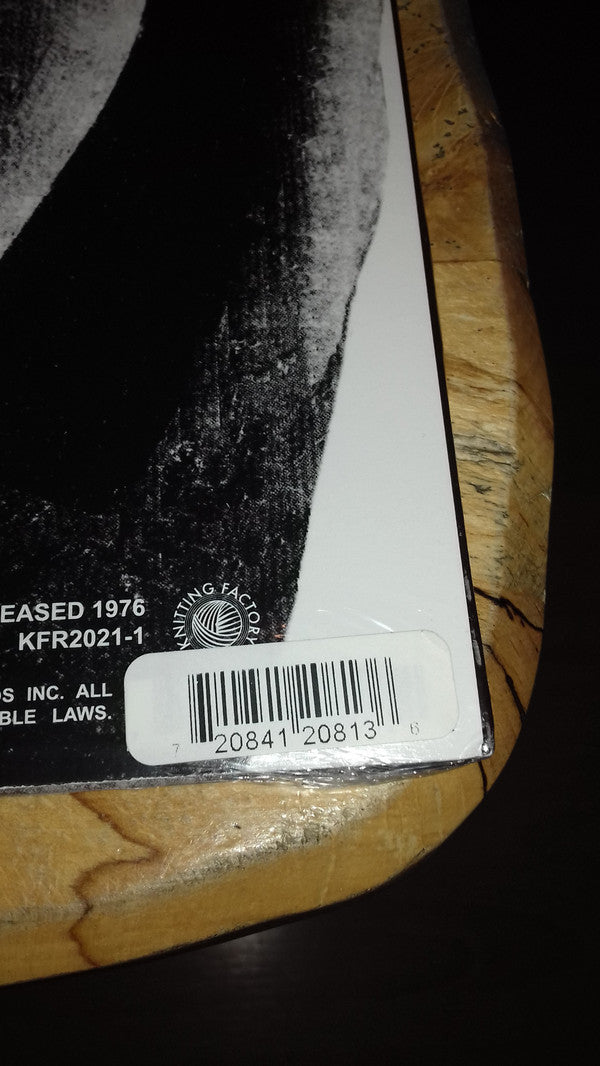 EASED 1976
KFR2021-1
KNITTING FACTORY
OS INC. ALL
BLE LAWS.
7 20841 20813 6